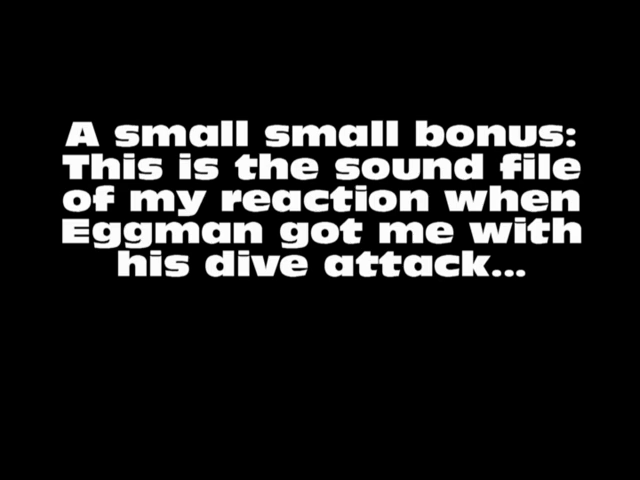 A small small bonus:
This is the sound file
of my reaction when
Eggman got me with
his dive attack...